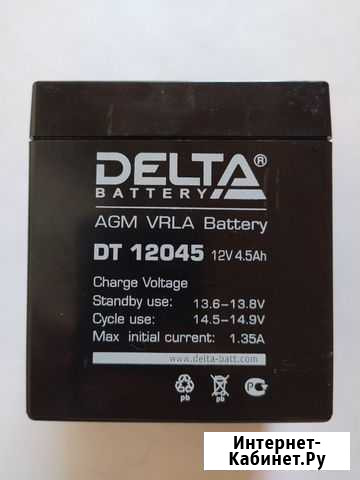 DELTA®
BATTERY
AGM VRLA Battery
DT 12045 12V 4.5Ah
Charge Voltage
Standby use: 13.6-13.8V
Cycle use: 14.5-14.9V
Max initial current: 1.35A
www.delta-batt.com
pb pb
Интернет-
Кабинет.Ру